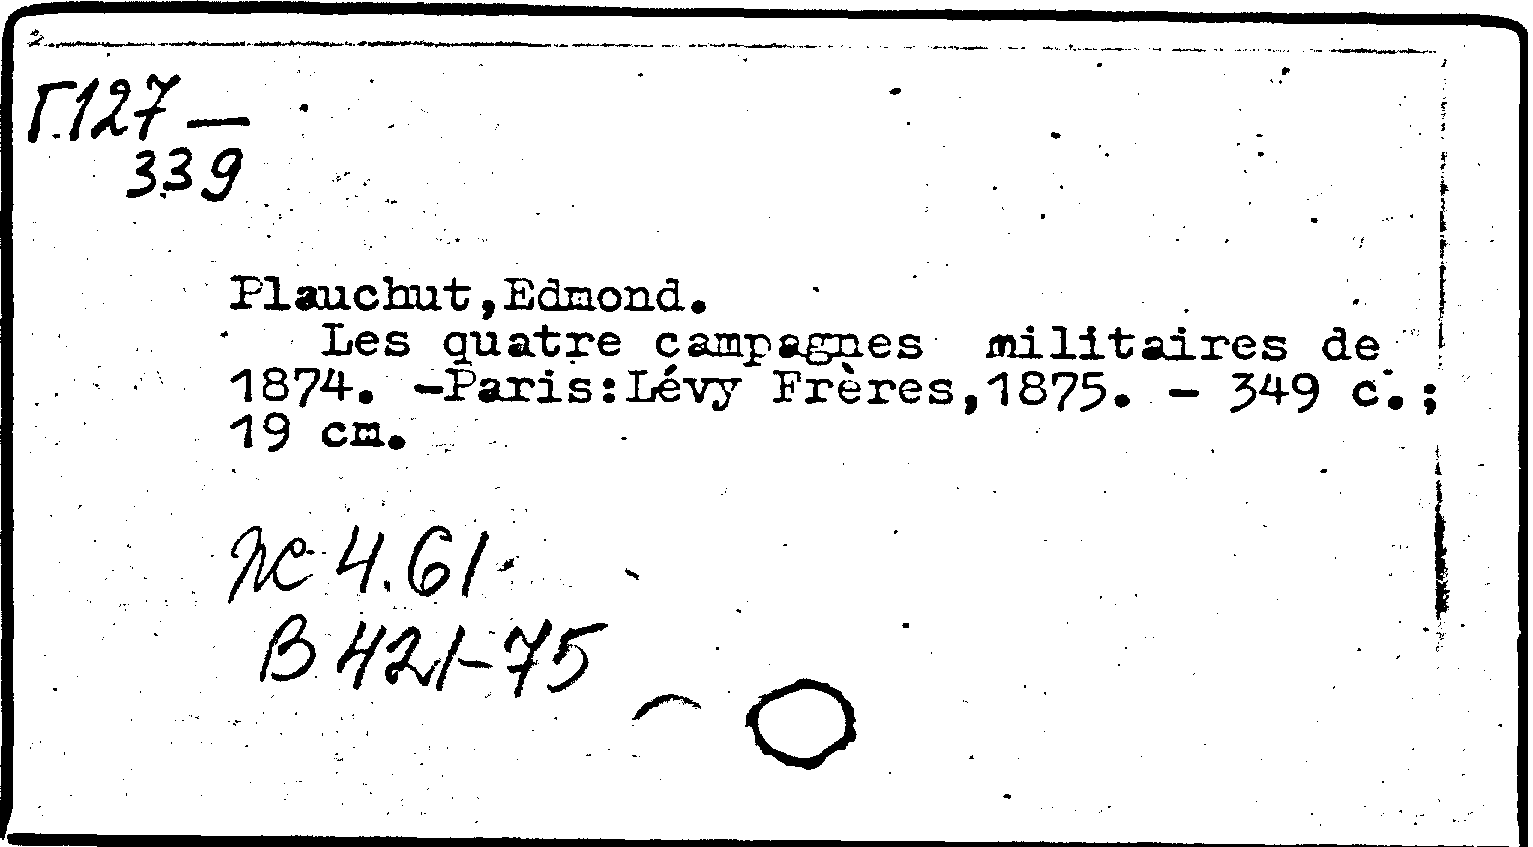 Г.127 —
339
Plauchut,Edmond.
Les quatre campagnes militaires de
1874. -Paris:Lévy Frères,1875. - 349 с.;
19 cm.
4.61
В 421-75